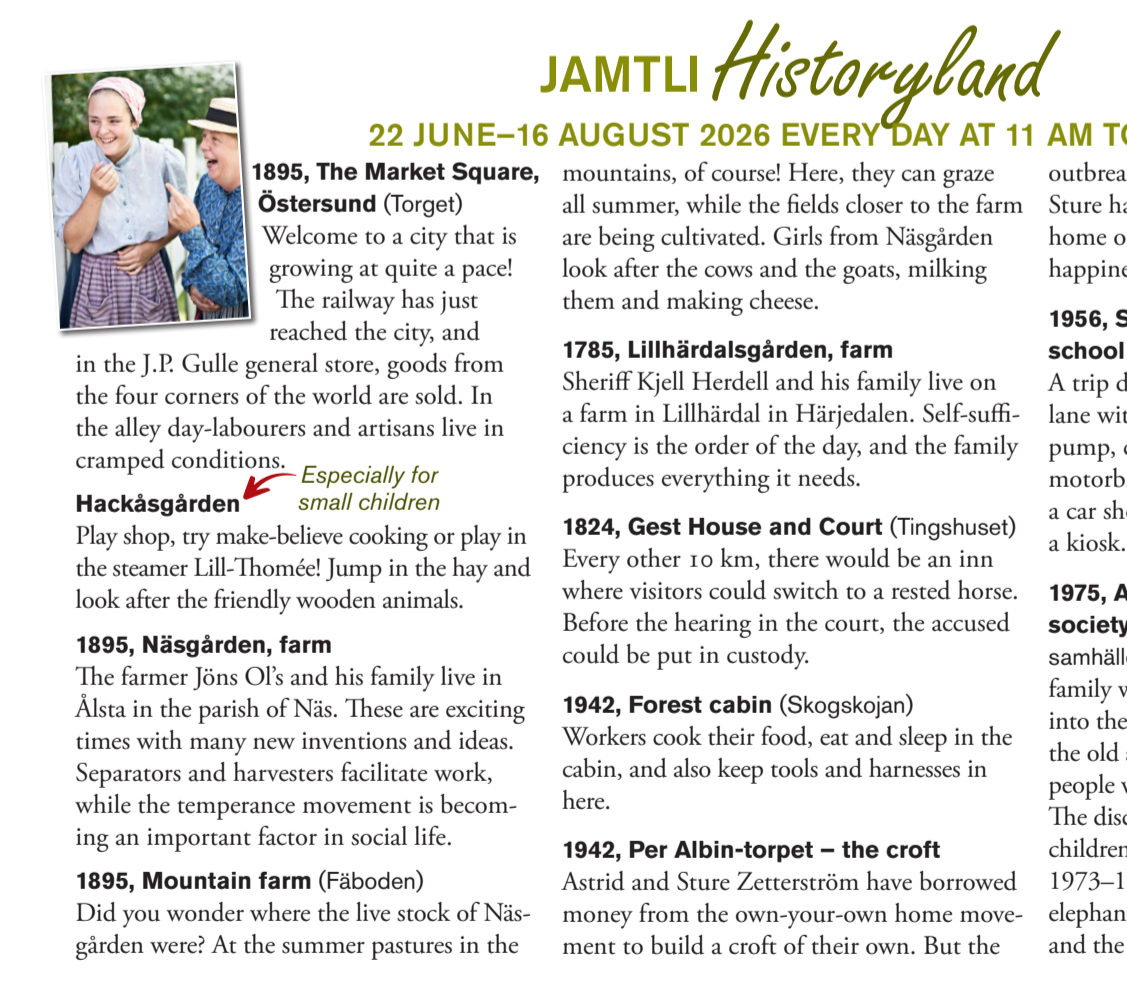 JAMTLI Historyland
22 JUNE–16 AUGUST 2026 EVERY DAY AT 11 AM
1895, The Market Square,
Östersund (Torget)
Welcome to a city that is
growing at quite a pace!
The railway has just
reached the city, and
in the J.P. Gulle general store, goods from
the four corners of the world are sold. In
the alley day-labourers and artisans live in
cramped conditions.
Especially for
small children
Hackåsgården
Play shop, try make-believe cooking or play in
the steamer Lill-Thomée! Jump in the hay and
look after the friendly wooden animals.
1895, Näsgården, farm
The farmer Jöns Ol’s and his family live in
Ålsta in the parish of Näs. These are exciting
times with many new inventions and ideas.
Separators and harvesters facilitate work,
while the temperance movement is becom-
ing an important factor in social life.
1895, Mountain farm (Fäboden)
Did you wonder where the live stock of Näs-
gården were? At the summer pastures in the
mountains, of course! Here, they can graze
all summer, while the fields closer to the farm
are being cultivated. Girls from Näsgården
look after the cows and the goats, milking
them and making cheese.
1785, Lillhärdalsgården, farm
Sheriff Kjell Herdell and his family live on
a farm in Lillhärdal in Härjedalen. Self-suffi-
ciency is the order of the day, and the family
produces everything it needs.
1824, Gest House and Court (Tingshuset)
Every other 10 km, there would be an inn
where visitors could switch to a rested horse.
Before the hearing in the court, the accused
could be put in custody.
1942, Forest cabin (Skogskojan)
Workers cook their food, eat and sleep in the
cabin, and also keep tools and harnesses in
here.
1942, Per Albin-torpet – the croft
Astrid and Sture Zetterström have borrowed
money from the own-your-own home move-
ment to build a croft of their own. But the
Sture
home
1956,
school
A trip
lane
pump,
a car
a kiosk.
1975,
society
family
into the
the old
people
The
children
and the